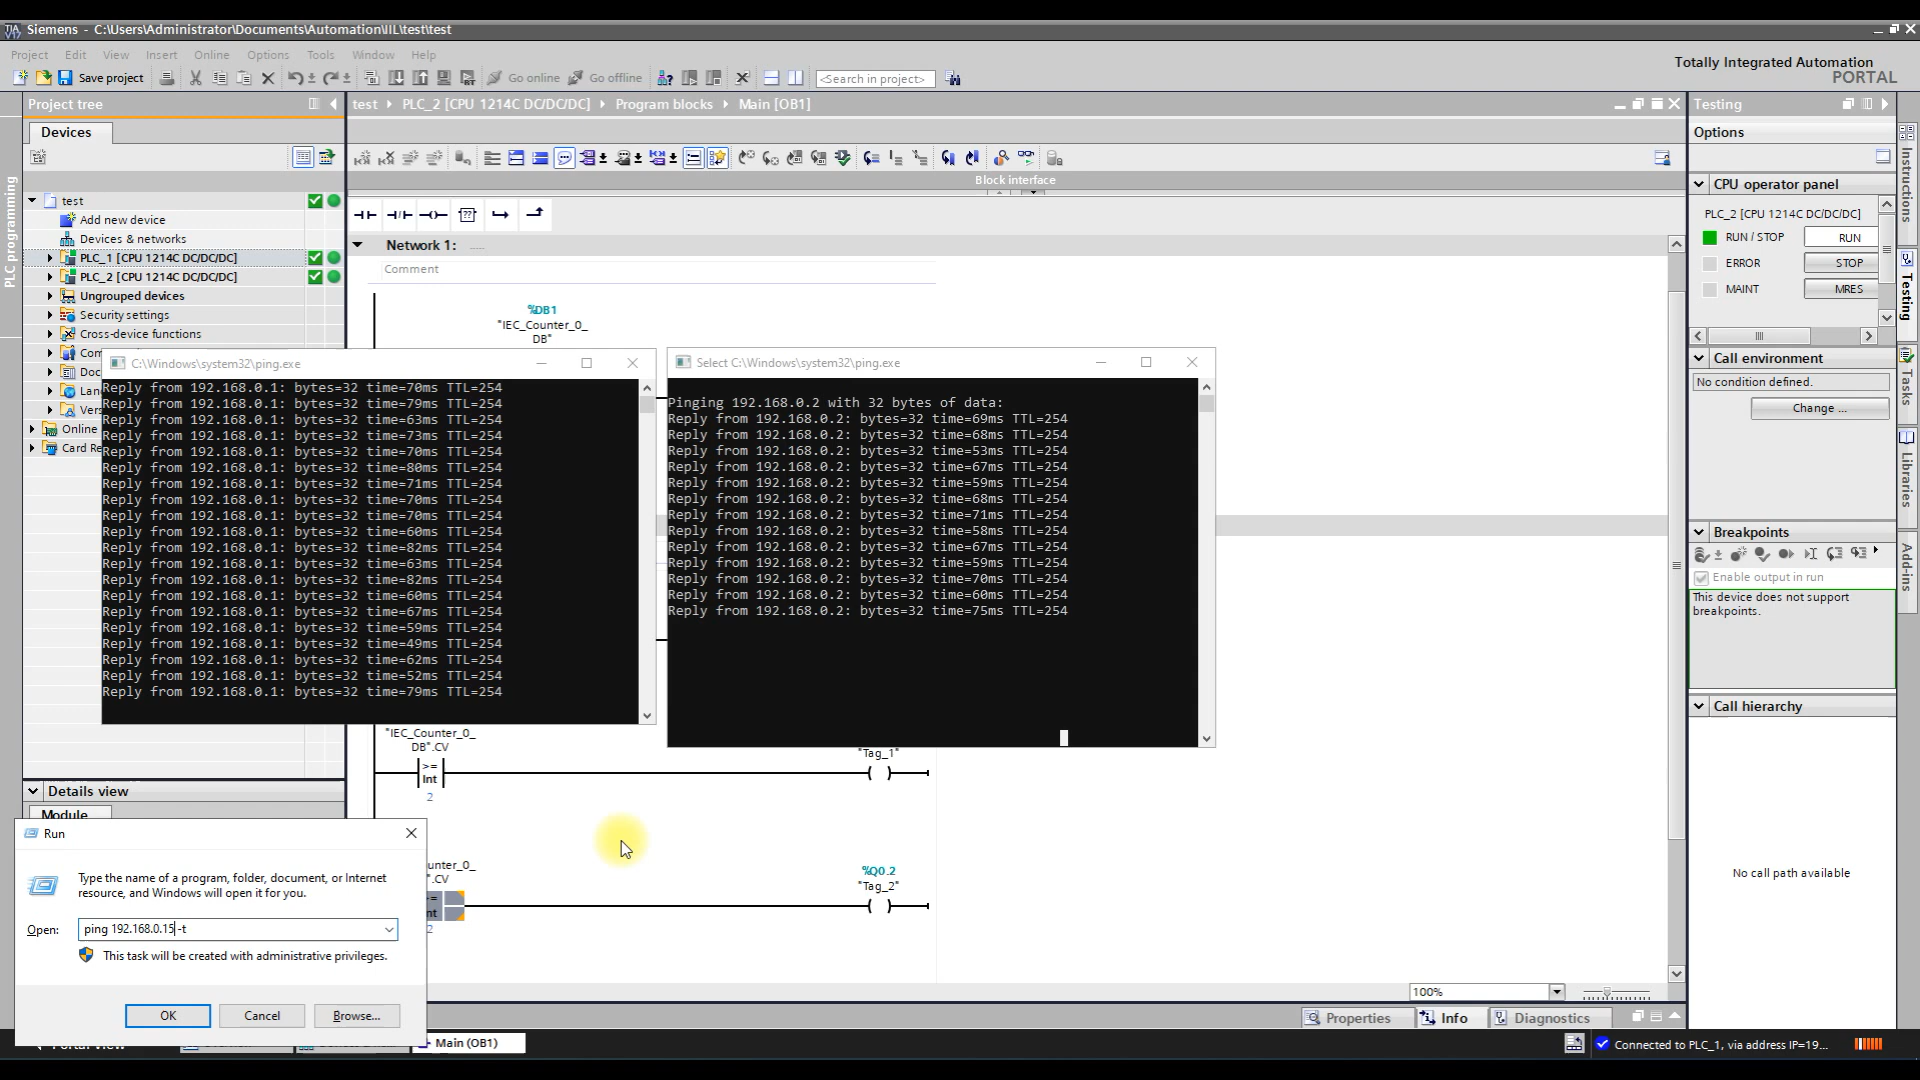 Siemens - C:\Users\Administrator\Documents\Automation\IIL\test\test
Project Edit View Insert Online Options Tools Window Help
Totally Integrated Automation
PORTAL
Save project Go online Go offline <Search in project>
Project tree
test PLC_2 [CPU 1214C DC/DC/DC] Program blocks Main [OB1]
Testing
Devices
Options
Block interface
PLC programming
test
Add new device
Devices & networks
PLC_1 [CPU 1214C DC/DC/DC]
PLC_2 [CPU 1214C DC/DC/DC]
Ungrouped devices
Security settings
Cross-device functions
Online
Network 1: .....
Comment
%DB1
"IEC_Counter_0_
DB"
C:\Windows\system32\ping.exe
Reply from 192.168.0.1: bytes=32 time=70ms TTL=254
Reply from 192.168.0.1: bytes=32 time=79ms TTL=254
Reply from 192.168.0.1: bytes=32 time=63ms TTL=254
Reply from 192.168.0.1: bytes=32 time=73ms TTL=254
Reply from 192.168.0.1: bytes=32 time=70ms TTL=254
Reply from 192.168.0.1: bytes=32 time=80ms TTL=254
Reply from 192.168.0.1: bytes=32 time=71ms TTL=254
Reply from 192.168.0.1: bytes=32 time=70ms TTL=254
Reply from 192.168.0.1: bytes=32 time=70ms TTL=254
Reply from 192.168.0.1: bytes=32 time=60ms TTL=254
Reply from 192.168.0.1: bytes=32 time=82ms TTL=254
Reply from 192.168.0.1: bytes=32 time=63ms TTL=254
Reply from 192.168.0.1: bytes=32 time=82ms TTL=254
Reply from 192.168.0.1: bytes=32 time=60ms TTL=254
Reply from 192.168.0.1: bytes=32 time=67ms TTL=254
Reply from 192.168.0.1: bytes=32 time=59ms TTL=254
Reply from 192.168.0.1: bytes=32 time=49ms TTL=254
Reply from 192.168.0.1: bytes=32 time=62ms TTL=254
Reply from 192.168.0.1: bytes=32 time=52ms TTL=254
Reply from 192.168.0.1: bytes=32 time=79ms TTL=254
Select C:\Windows\system32\ping.exe
Pinging 192.168.0.2 with 32 bytes of data:
Reply from 192.168.0.2: bytes=32 time=69ms TTL=254
Reply from 192.168.0.2: bytes=32 time=68ms TTL=254
Reply from 192.168.0.2: bytes=32 time=53ms TTL=254
Reply from 192.168.0.2: bytes=32 time=67ms TTL=254
Reply from 192.168.0.2: bytes=32 time=59ms TTL=254
Reply from 192.168.0.2: bytes=32 time=68ms TTL=254
Reply from 192.168.0.2: bytes=32 time=71ms TTL=254
Reply from 192.168.0.2: bytes=32 time=58ms TTL=254
Reply from 192.168.0.2: bytes=32 time=67ms TTL=254
Reply from 192.168.0.2: bytes=32 time=59ms TTL=254
Reply from 192.168.0.2: bytes=32 time=70ms TTL=254
Reply from 192.168.0.2: bytes=32 time=60ms TTL=254
Reply from 192.168.0.2: bytes=32 time=75ms TTL=254
"IEC_Counter_0_
DB".CV
>=
Int
2
"Tag_1"
unter_0_
".CV
2
%Q0.2
"Tag_2"
Details view
Module
Run
Type the name of a program, folder, document, or Internet
resource, and Windows will open it for you.
Open: ping 192.168.0.15 -t
This task will be created with administrative privileges.
OK Cancel Browse...
CPU operator panel
PLC_2 [CPU 1214C DC/DC/DC]
RUN / STOP RUN
ERROR STOP
MAINT MRES
Call environment
No condition defined.
Change ...
Breakpoints
Enable output in run
This device does not support
breakpoints.
Call hierarchy
No call path available
Instructions
Testing
Tasks
Libraries
Add-ins
100%
Properties Info Diagnostics
Portal view
Main (OB1)
Connected to PLC_1, via address IP=19...